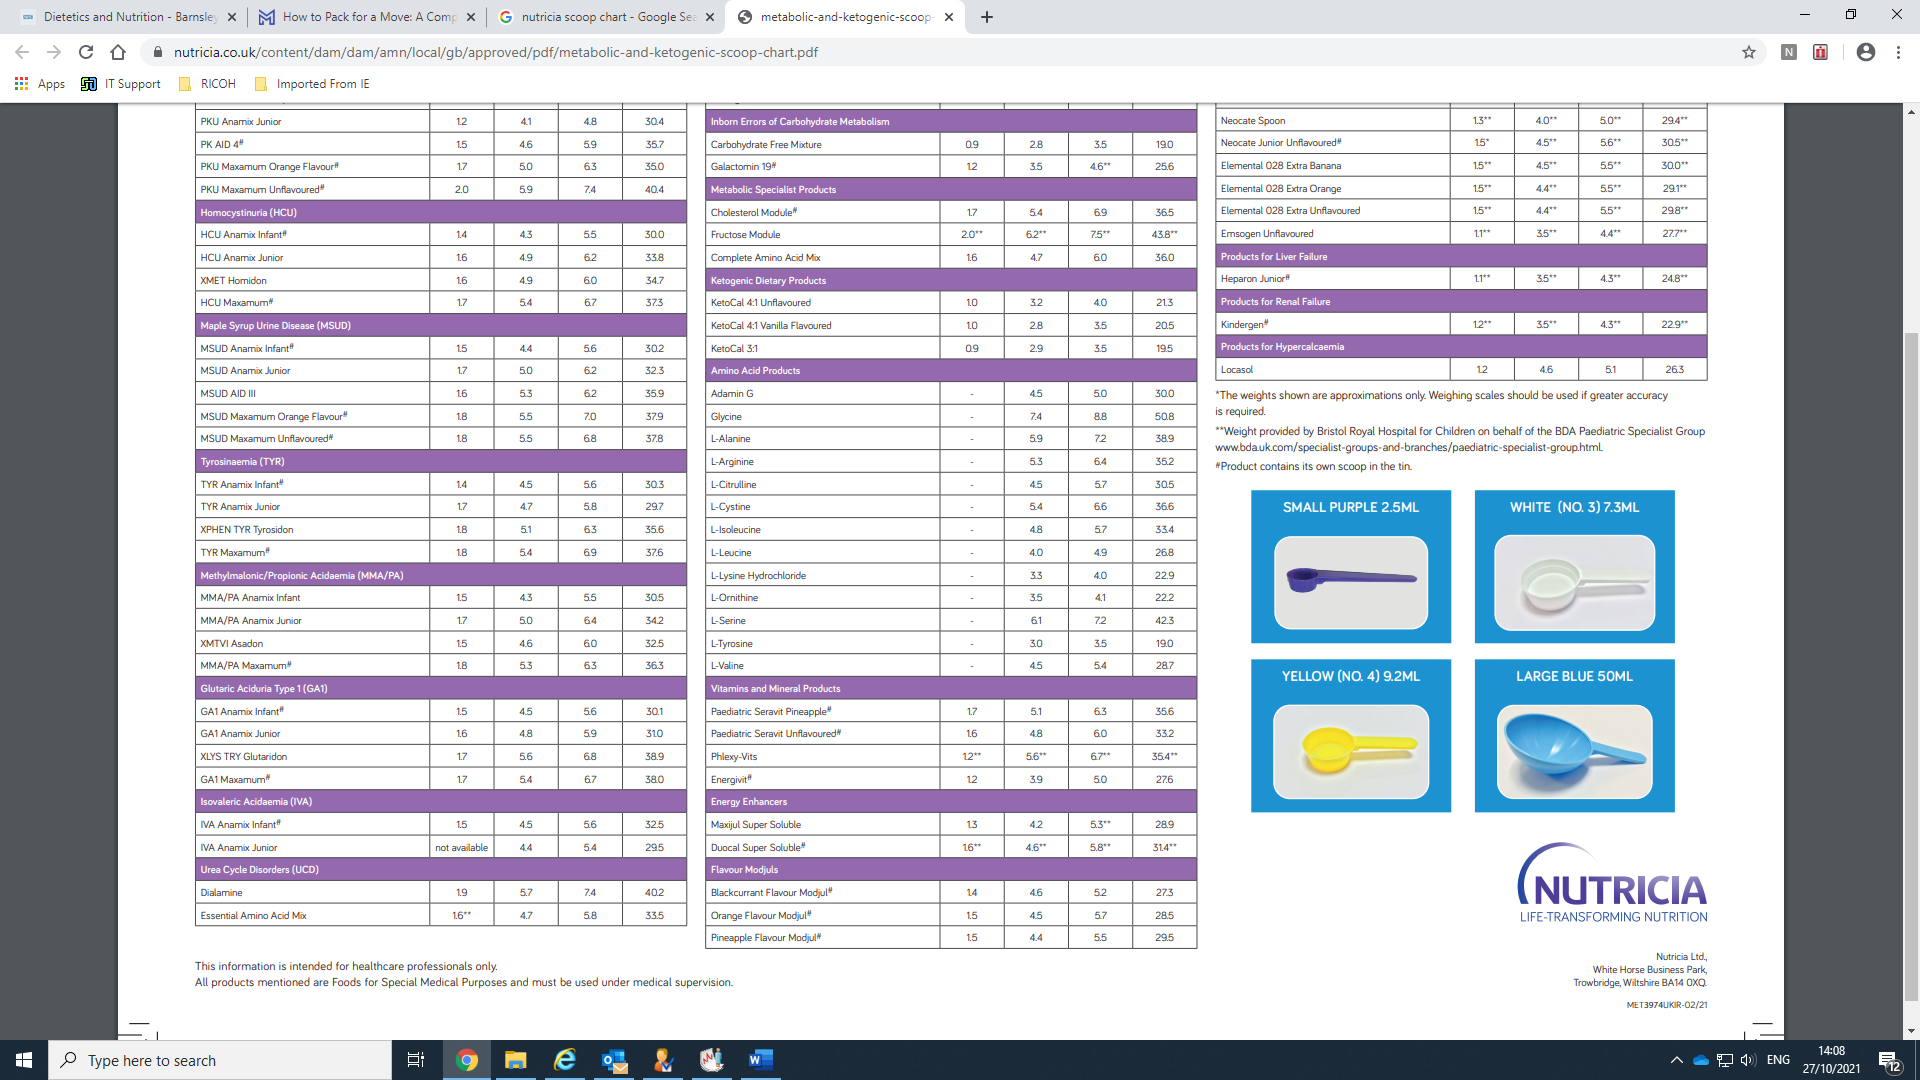 Dietetics and Nutrition - Barnsley
How to Pack for a Move: A Comp
nutricia scoop chart - Google Sea
metabolic-and-ketogenic-scoop-
nutricia.co.uk/content/dam/dam/amn/local/gb/approved/pdf/metabolic-and-ketogenic-scoop-chart.pdf
Apps IT Support RICOH Imported From IE
PKU Anamix Junior 1.2 4.1 4.8 30.4
PK AID 4# 1.5 4.6 5.9 35.7
PKU Maxamum Orange Flavour# 1.7 5.0 6.3 35.0
PKU Maxamum Unflavoured# 2.0 5.9 7.4 40.4
Homocystinuria (HCU)
HCU Anamix Infant# 1.4 4.3 5.5 30.0
HCU Anamix Junior 1.6 4.9 6.2 33.8
XMET Homidon 1.6 4.9 6.0 34.7
HCU Maxamum# 1.7 5.4 6.7 37.3
Maple Syrup Urine Disease (MSUD)
MSUD Anamix Infant# 1.5 4.4 5.6 30.2
MSUD Anamix Junior 1.7 5.0 6.2 32.3
MSUD AID III 1.6 5.3 6.2 35.9
MSUD Maxamum Orange Flavour# 1.8 5.5 7.0 37.9
MSUD Maxamum Unflavoured# 1.8 5.5 6.8 37.8
Tyrosinaemia (TYR)
TYR Anamix Infant# 1.4 4.5 5.6 30.3
TYR Anamix Junior 1.7 4.7 5.8 29.7
XPHEN TYR Tyrosidon 1.8 5.1 6.3 35.6
TYR Maxamum# 1.8 5.4 6.9 37.6
Methylmalonic/Propionic Acidaemia (MMA/PA)
MMA/PA Anamix Infant 1.5 4.3 5.5 30.5
MMA/PA Anamix Junior 1.7 5.0 6.4 34.2
XMTVI Asadon 1.5 4.6 6.0 32.5
MMA/PA Maxamum# 1.8 5.3 6.3 36.3
Glutaric Aciduria Type 1 (GA1)
GA1 Anamix Infant# 1.5 4.5 5.6 30.1
GA1 Anamix Junior 1.6 4.8 5.9 31.0
XLYS TRY Glutaridon 1.7 5.6 6.8 38.9
GA1 Maxamum# 1.7 5.4 6.7 38.0
Isovaleric Acidaemia (IVA)
IVA Anamix Infant# 1.5 4.5 5.6 32.5
IVA Anamix Junior not available 4.4 5.4 29.5
Urea Cycle Disorders (UCD)
Dialamine 1.9 5.7 7.4 40.2
Essential Amino Acid Mix 1.6** 4.7 5.8 33.5
Inborn Errors of Carbohydrate Metabolism
Carbohydrate Free Mixture 0.9 2.8 3.5 19.0
Galactomin 19# 1.2 3.5 4.6** 25.6
Metabolic Specialist Products
Cholesterol Module# 1.7 5.4 6.9 36.5
Fructose Module 2.0** 6.2** 7.5** 43.8**
Complete Amino Acid Mix 1.6 4.7 6.0 36.0
Ketogenic Dietary Products
KetoCal 4:1 Unflavoured 1.0 3.2 4.0 21.3
KetoCal 4:1 Vanilla Flavoured 1.0 2.8 3.5 20.5
KetoCal 3:1 0.9 2.9 3.5 19.5
Amino Acid Products
Adamin G - 4.5 5.0 30.0
Glycine - 7.4 8.8 50.8
L-Alanine - 5.9 7.2 38.9
L-Arginine - 5.3 6.4 35.2
L-Citrulline - 4.5 5.7 30.5
L-Cystine - 5.4 6.6 36.6
L-Isoleucine - 4.8 5.7 33.4
L-Leucine - 4.0 4.9 26.8
L-Lysine Hydrochloride - 3.3 4.0 22.9
L-Ornithine - 3.5 4.1 22.2
L-Serine - 6.1 7.2 42.3
L-Tyrosine - 3.0 3.5 19.0
L-Valine - 4.5 5.4 28.7
Vitamins and Mineral Products
Paediatric Seravit Pineapple# 1.7 5.1 6.3 35.6
Paediatric Seravit Unflavoured# 1.6 4.8 6.0 33.2
Phlexy-Vits 1.2** 5.6** 6.7** 35.4**
Energivit# 1.2 3.9 5.0 27.6
Energy Enhancers
Maxijul Super Soluble 1.3 4.2 5.3** 28.9
Duocal Super Soluble# 1.6** 4.6** 5.8** 31.4**
Flavour Modjuls
Blackcurrant Flavour Modjul# 1.4 4.6 5.2 27.3
Orange Flavour Modjul# 1.5 4.5 5.7 28.5
Pineapple Flavour Modjul# 1.5 4.4 5.5 29.5
Neocate Spoon 1.3** 4.0** 5.0** 29.4**
Neocate Junior Unflavoured# 1.5* 4.5** 5.6** 30.5**
Elemental 028 Extra Banana 1.5** 4.5** 5.5** 30.0**
Elemental 028 Extra Orange 1.5** 4.4** 5.5** 29.1**
Elemental 028 Extra Unflavoured 1.5** 4.4** 5.5** 29.8**
Emsogen Unflavoured 1.1** 3.5** 4.4** 27.7**
Products for Liver Failure
Heparon Junior# 1.1** 3.5** 4.3** 24.8**
Products for Renal Failure
Kindergen# 1.2** 3.5** 4.3** 22.9**
Products for Hypercalcaemia
Locasol 1.2 4.6 5.1 26.3
*The weights shown are approximations only. Weighing scales should be used if greater accuracy
is required.
**Weight provided by Bristol Royal Hospital for Children on behalf of the BDA Paediatric Specialist Group
www.bda.uk.com/specialist-groups-and-branches/paediatric-specialist-group.html.
#Product contains its own scoop in the tin.
SMALL PURPLE 2.5ML
WHITE (NO. 3) 7.3ML
YELLOW (NO. 4) 9.2ML
LARGE BLUE 50ML
NUTRICIA
LIFE-TRANSFORMING NUTRITION
This information is intended for healthcare professionals only.
All products mentioned are Foods for Special Medical Purposes and must be used under medical supervision.
Nutricia Ltd.,
White Horse Business Park,
Trowbridge, Wiltshire BA14 0XQ.
MET3974UKIR-02/21
Type here to search
ENG
14:08
27/10/2021
12